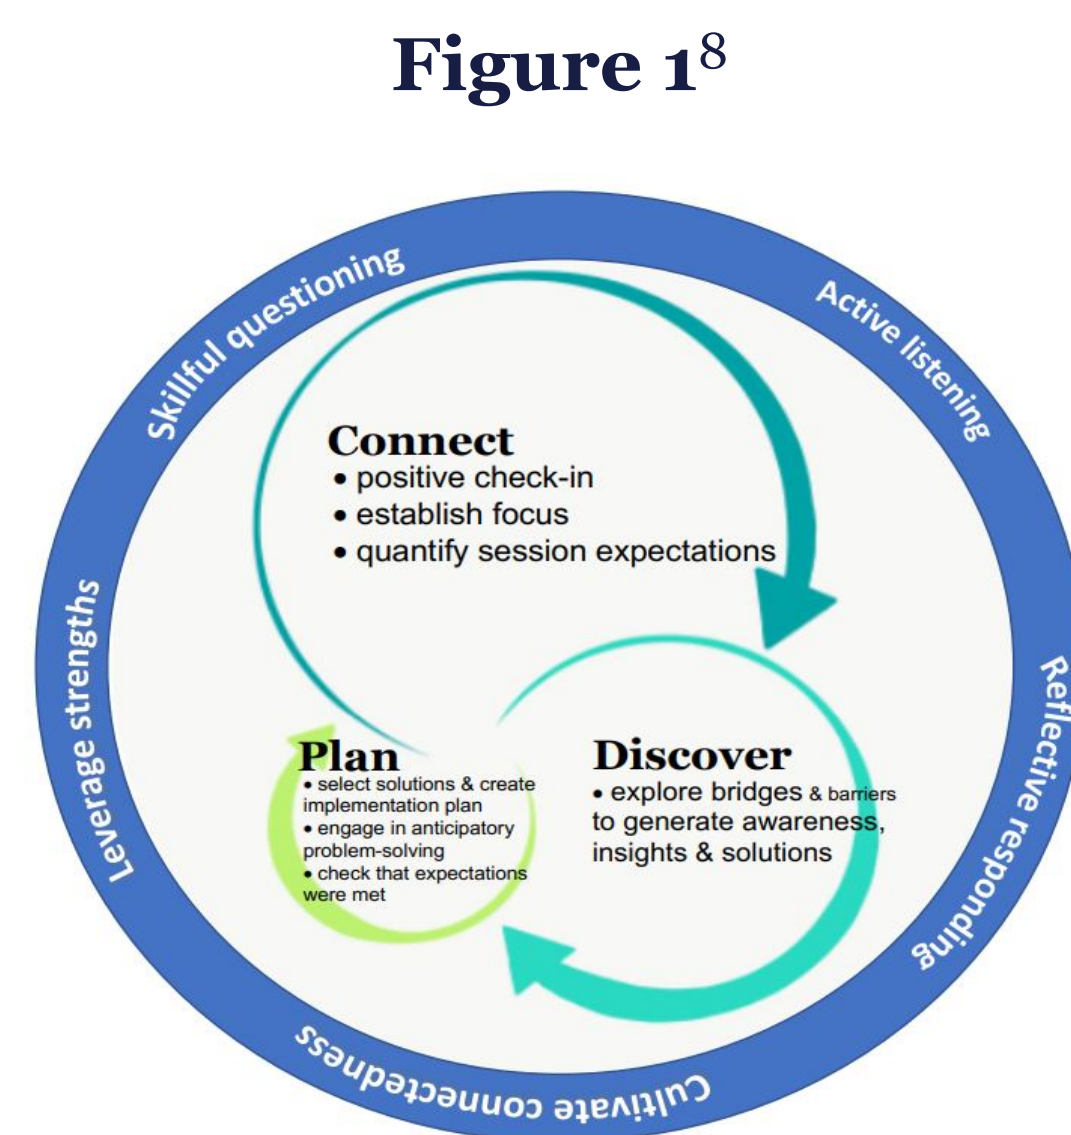 Figure 1⁸
Skillful questioning
Active listening
Connect
• positive check-in
• establish focus
• quantify session expectations
Leverage strengths
Reflective responding
Plan
• select solutions & create
implementation plan
• engage in anticipatory
problem-solving
• check that expectations
were met
Discover
• explore bridges & barriers
to generate awareness,
insights & solutions
Cultivate connectedness